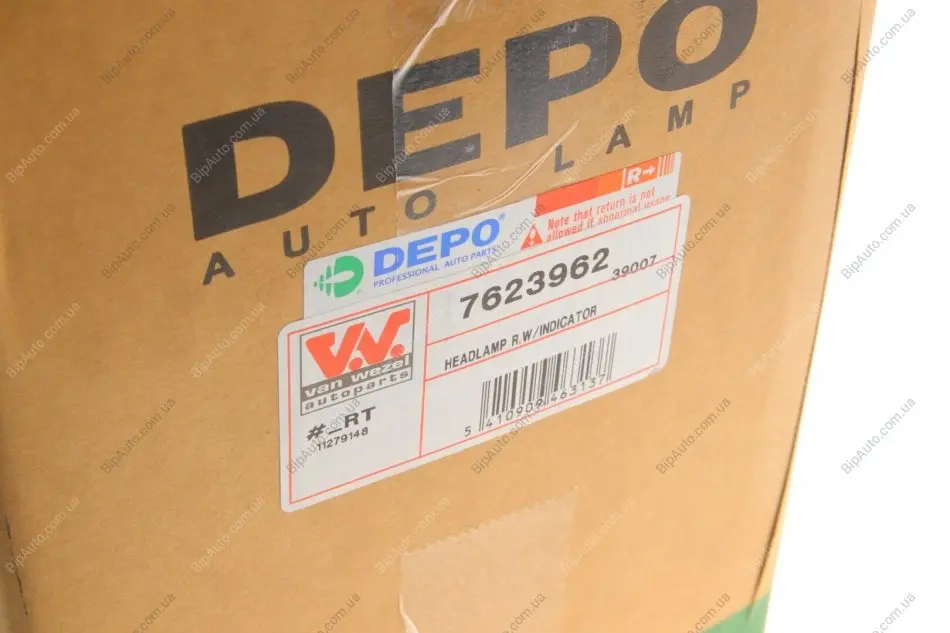 DEPO
AUTO LAMP
DEPO®
PROFESSIONAL AUTO PARTS
R→
Note that return is not
allowed if abnormal usage
V.W.
van wezel
autoparts
7623962 39007
HEADLAMP R.W/INDICATOR
#_RT
11279148
5 410909 463137
BipAuto.com.ua